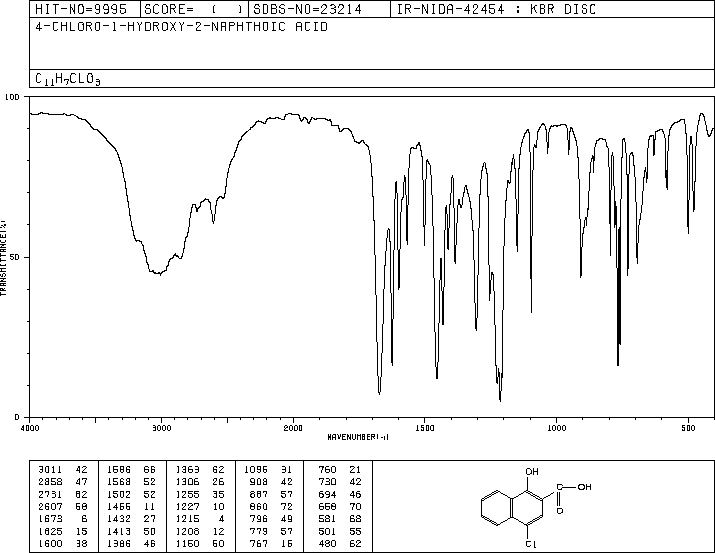 HIT-NO=9995 SCORE= ( ) SDBS-NO=23214 IR-NIDA-42454 : KBR DISC
4-CHLORO-1-HYDROXY-2-NAPHTHOIC ACID
C11H7CLO3
100
TRANSMITTANCE(%)
50
0
4000 3000 2000 1500 1000 500
WAVENUMBER(-1)
3011 42 1586 66 1363 62 1096 31 760 21
2858 47 1568 52 1306 26 908 42 730 42
2731 62 1502 52 1255 35 887 57 694 46
2607 58 1455 11 1227 10 860 72 658 70
1673 6 1432 27 1215 4 796 49 581 68
1625 15 1413 50 1208 12 779 57 501 55
1600 38 1386 46 1150 50 767 15 480 62
OH
C OH
O
Cl